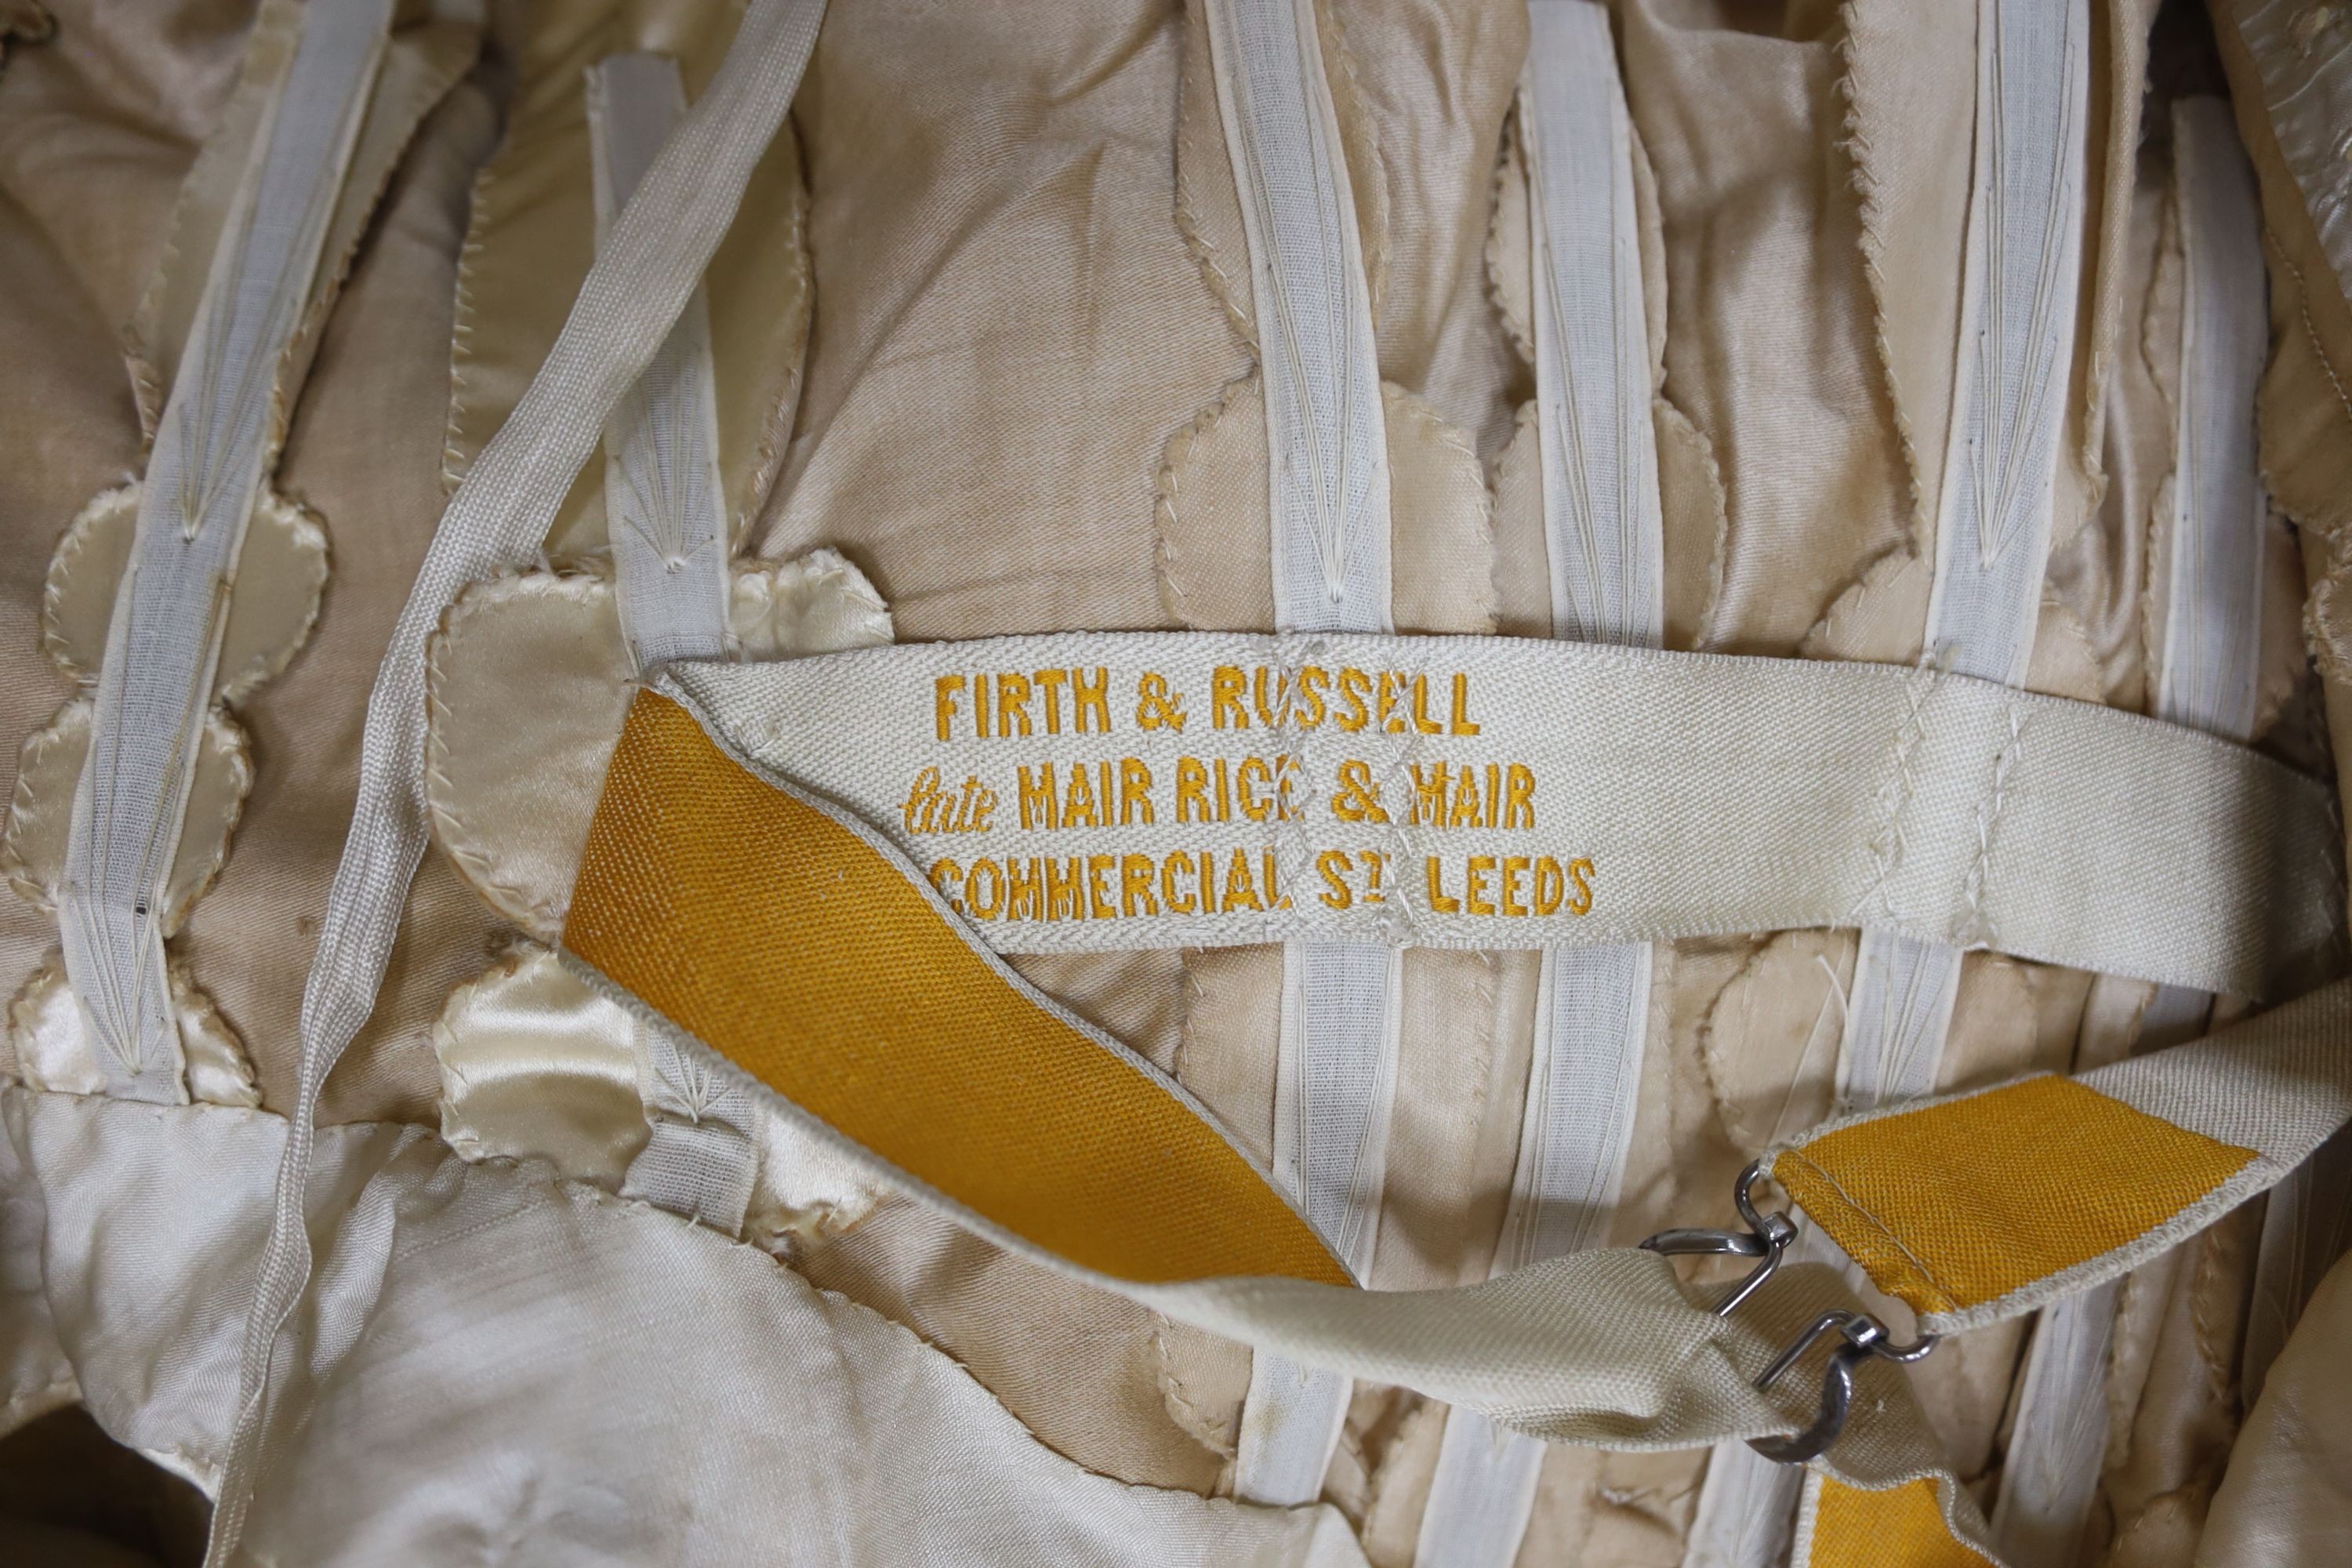 FIRTH & RUSSELL
late MAIR RICE & MAIR
COMMERCIAL ST LEEDS